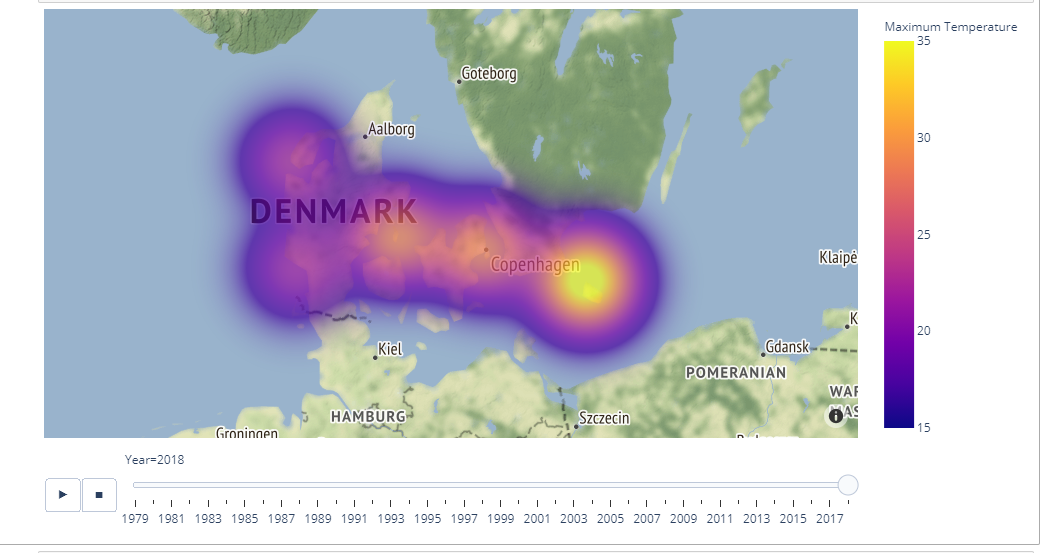 Maximum Temperature
35
30
25
20
15
Goteborg
Aalborg
DENMARK
Copenhagen
Klaipė
K
Kiel
Gdansk
POMERANIAN
WAR
HAMBURG
Szczecin
Groningen
Year=2018
1979 1981 1983 1985 1987 1989 1991 1993 1995 1997 1999 2001 2003 2005 2007 2009 2011 2013 2015 2017